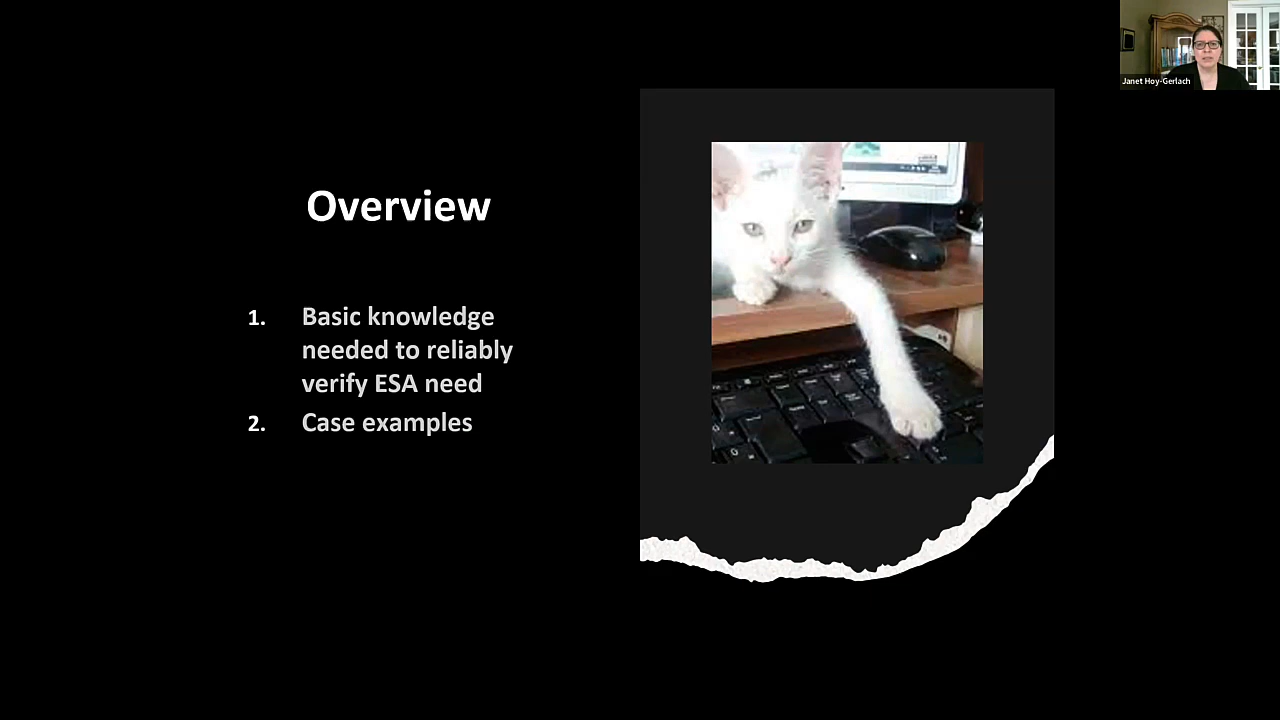 Janet Hoy-Gerlach
Overview
1. Basic knowledge
needed to reliably
verify ESA need
2. Case examples